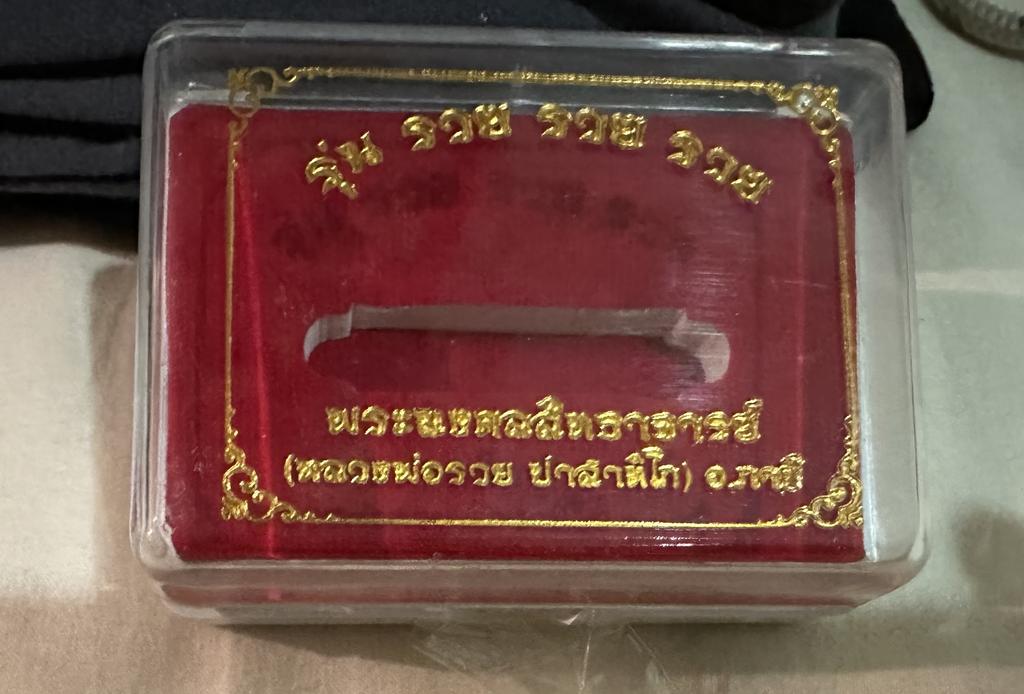 รุ่น รวย รวย รวย
พระมงคลสิทธาจารย์
(หลวงพ่อรวย ปาสาทิโก) อ.ภาชี